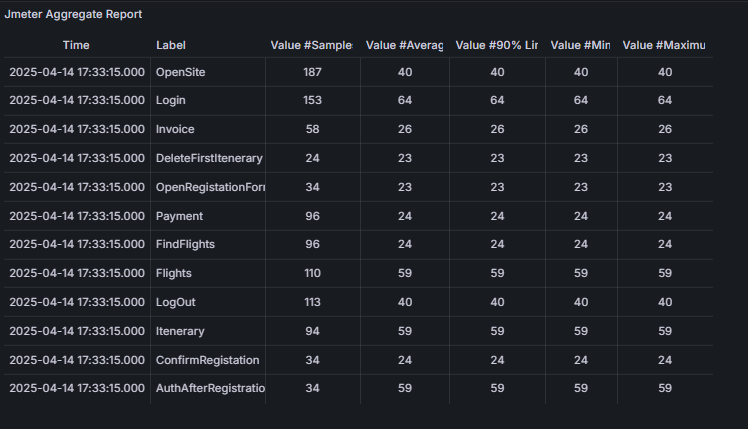 Jmeter Aggregate Report
Time Label Value #Sample Value #Averag Value #90% Lir Value #Min Value #Maximu
2025-04-14 17:33:15.000 OpenSite 187 40 40 40 40
2025-04-14 17:33:15.000 Login 153 64 64 64 64
2025-04-14 17:33:15.000 Invoice 58 26 26 26 26
2025-04-14 17:33:15.000 DeleteFirstItenerary 24 23 23 23 23
2025-04-14 17:33:15.000 OpenRegistationForm 34 23 23 23 23
2025-04-14 17:33:15.000 Payment 96 24 24 24 24
2025-04-14 17:33:15.000 FindFlights 96 24 24 24 24
2025-04-14 17:33:15.000 Flights 110 59 59 59 59
2025-04-14 17:33:15.000 LogOut 113 40 40 40 40
2025-04-14 17:33:15.000 Itenerary 94 59 59 59 59
2025-04-14 17:33:15.000 ConfirmRegistation 34 24 24 24 24
2025-04-14 17:33:15.000 AuthAfterRegistratio 34 59 59 59 59